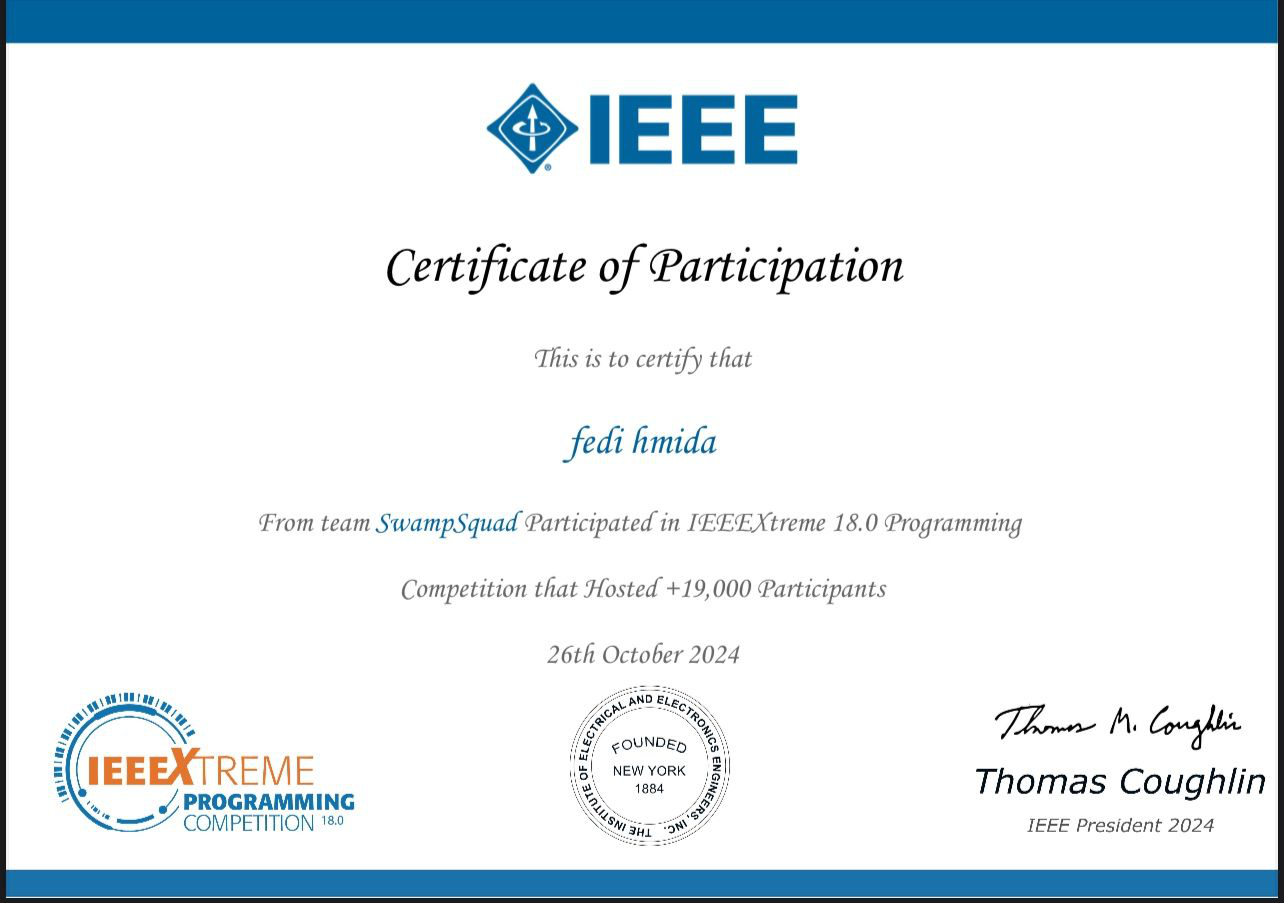 IEEE
Certificate of Participation
This is to certify that
fedi hmida
From team SwampSquad Participated in IEEEXtreme 18.0 Programming
Competition that Hosted +19,000 Participants
26th October 2024
IEEEXTREME
PROGRAMMING
COMPETITION 18.0
THE INSTITUTE OF ELECTRICAL AND ELECTRONICS ENGINEERS, INC.
FOUNDED
NEW YORK
1884
Thomas M. Coughlin
Thomas Coughlin
IEEE President 2024